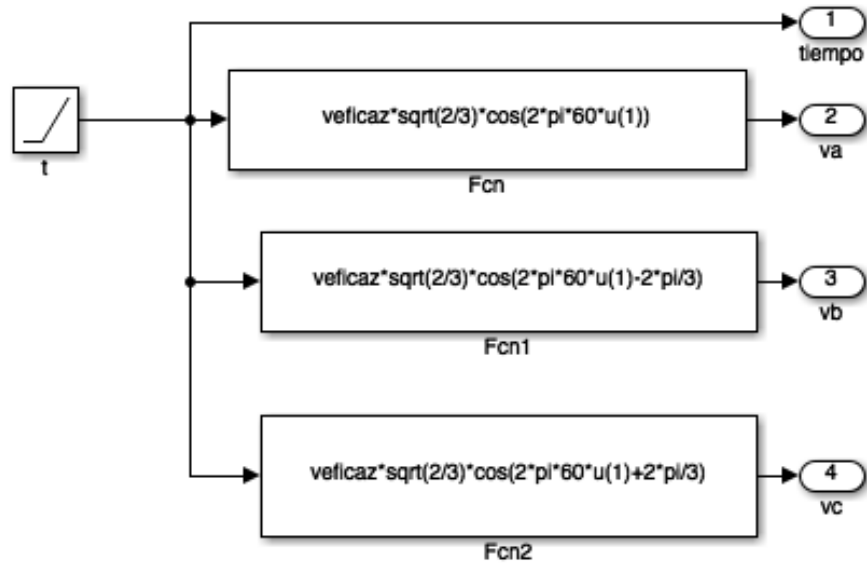 1
tiempo
t
veficaz*sqrt(2/3)*cos(2*pi*60*u(1))
Fcn
2
va
veficaz*sqrt(2/3)*cos(2*pi*60*u(1)-2*pi/3)
Fcn1
3
vb
veficaz*sqrt(2/3)*cos(2*pi*60*u(1)+2*pi/3)
Fcn2
4
vc